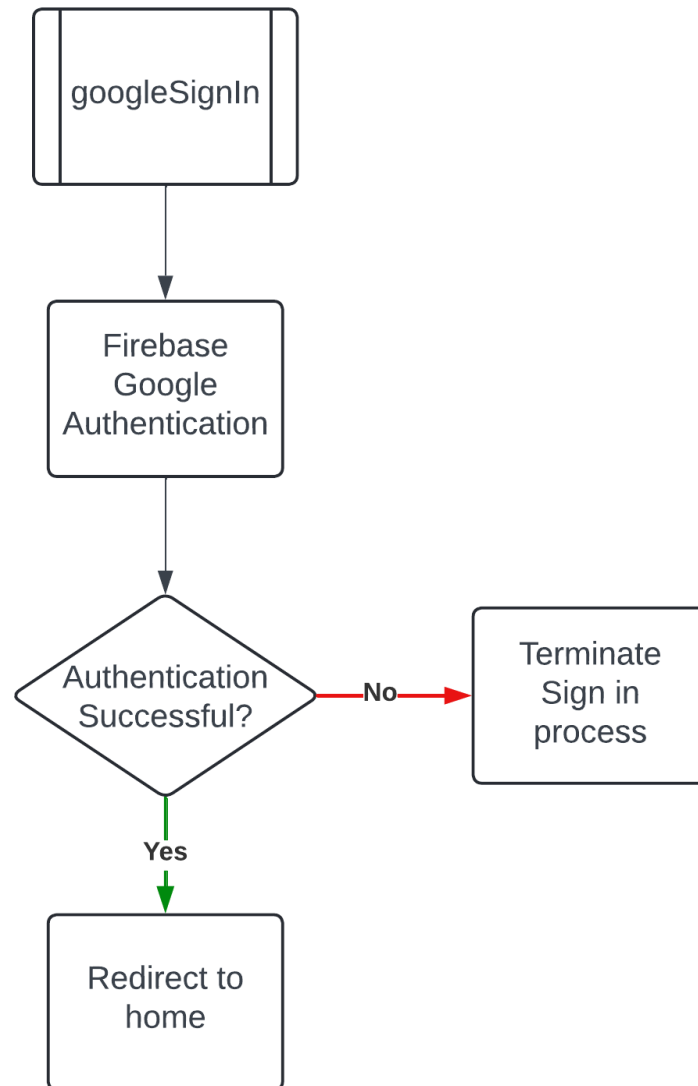 googleSignIn
Firebase
Google
Authentication
Authentication
Successful?
No
Terminate
Sign in
process
Yes
Redirect to
home